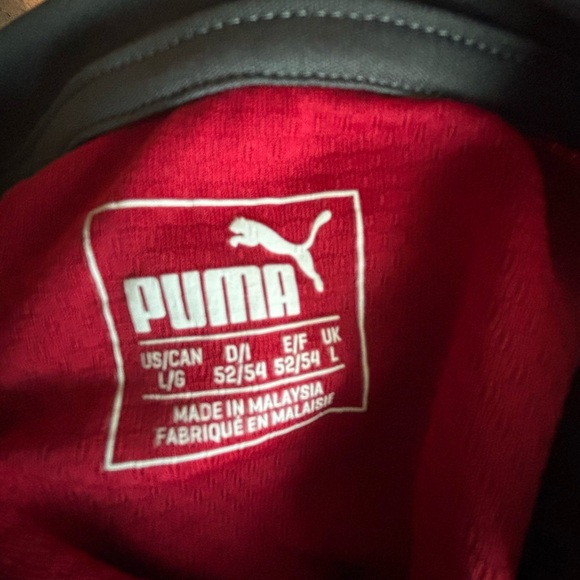 PUMA
US/CAN D/I E/F UK
L/G 52/54 52/54 L
MADE IN MALAYSIA
FABRIQUÉ EN MALAISIE